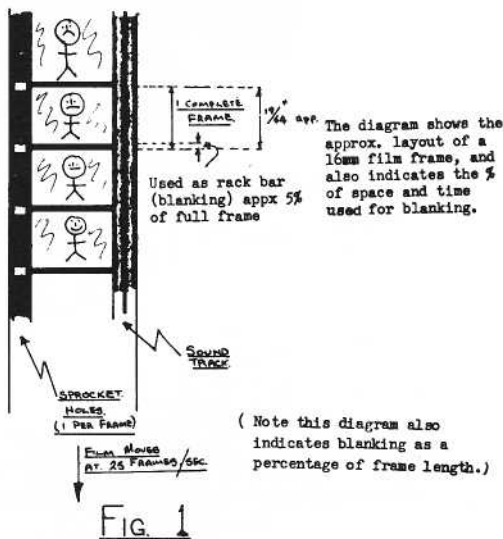 1 COMPLETE
FRAME
19/64" app.
The diagram shows the
approx. layout of a
16mm film frame, and
also indicates the %
of space and time
used for blanking.
Used as rack bar
(blanking) appx 5%
of full frame
SOUND
TRACK.
SPROCKET
HOLES.
(1 PER FRAME)
FILM MOVES
AT 25 FRAMES/SEC.
( Note this diagram also
indicates blanking as a
percentage of frame length.)
FIG. 1